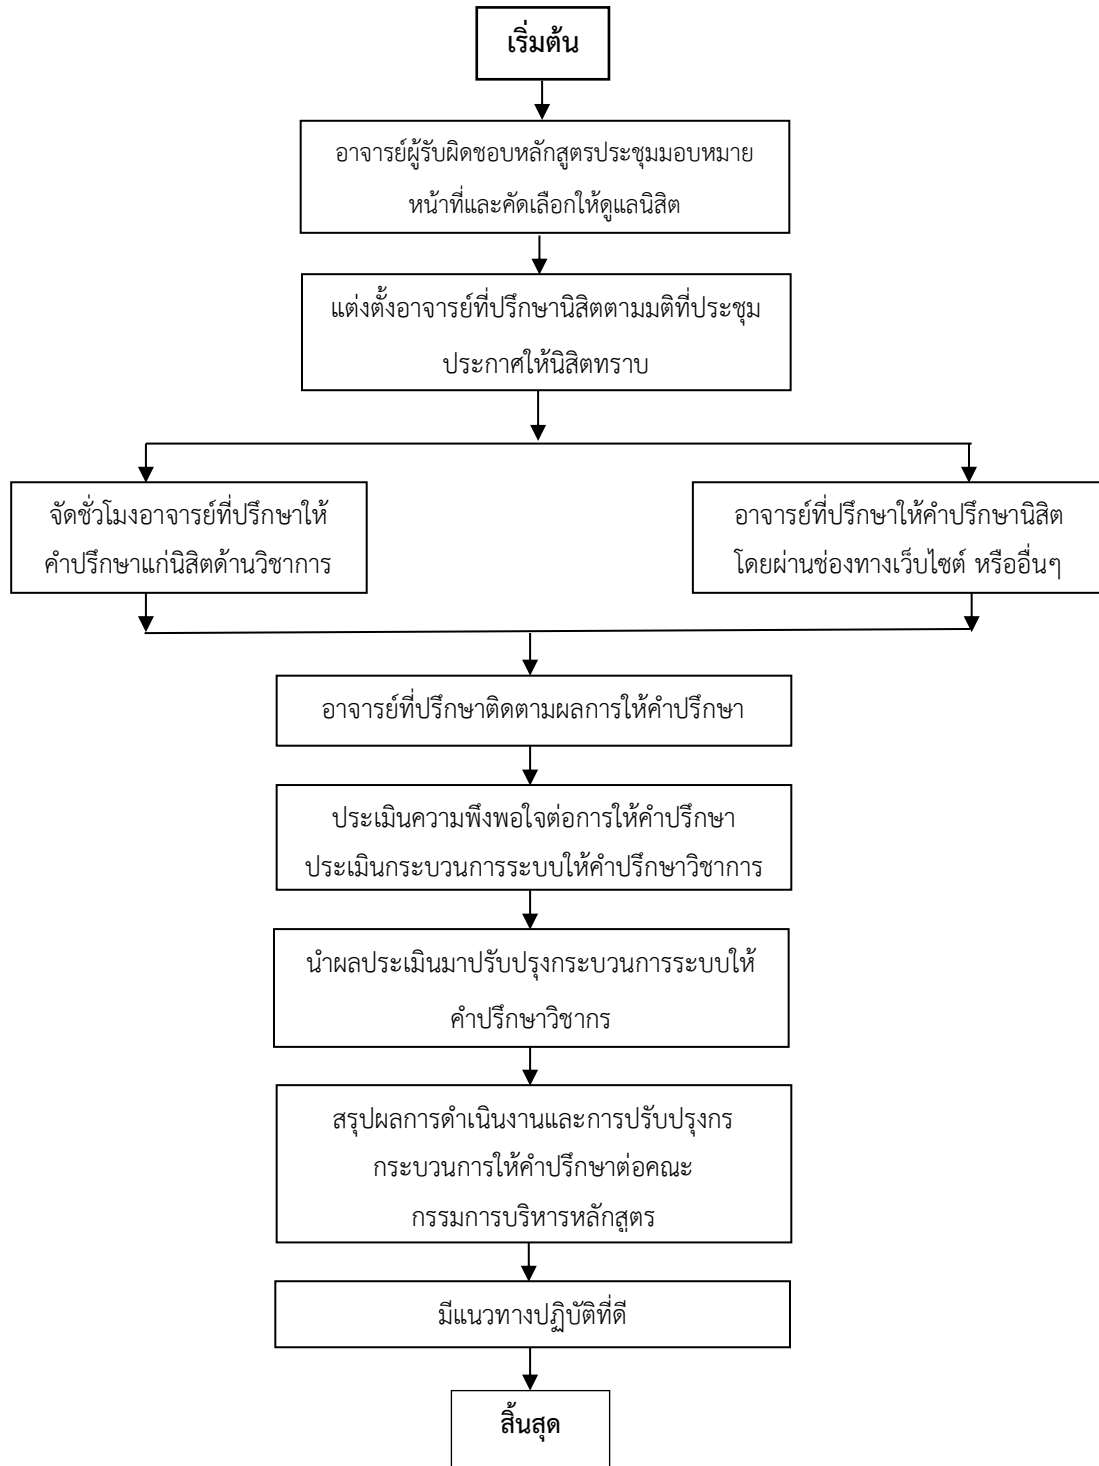 เริ่มต้น
อาจารย์ผู้รับผิดชอบหลักสูตรประชุมมอบหมาย
หน้าที่และคัดเลือกให้ดูแลนิสิต
แต่งตั้งอาจารย์ที่ปรึกษานิสิตตามมติที่ประชุม
ประกาศให้นิสิตทราบ
จัดชั่วโมงอาจารย์ที่ปรึกษาให้
คำปรึกษาแก่นิสิตด้านวิชาการ
อาจารย์ที่ปรึกษาให้คำปรึกษานิสิต
โดยผ่านช่องทางเว็บไซต์ หรืออื่นๆ
อาจารย์ที่ปรึกษาติดตามผลการให้คำปรึกษา
ประเมินความพึงพอใจต่อการให้คำปรึกษา
ประเมินกระบวนการระบบให้คำปรึกษาวิชาการ
นำผลประเมินมาปรับปรุงกระบวนการระบบให้
คำปรึกษาวิชากร
สรุปผลการดำเนินงานและการปรับปรุงกร
กระบวนการให้คำปรึกษาต่อคณะ
กรรมการบริหารหลักสูตร
มีแนวทางปฏิบัติที่ดี
สิ้นสุด